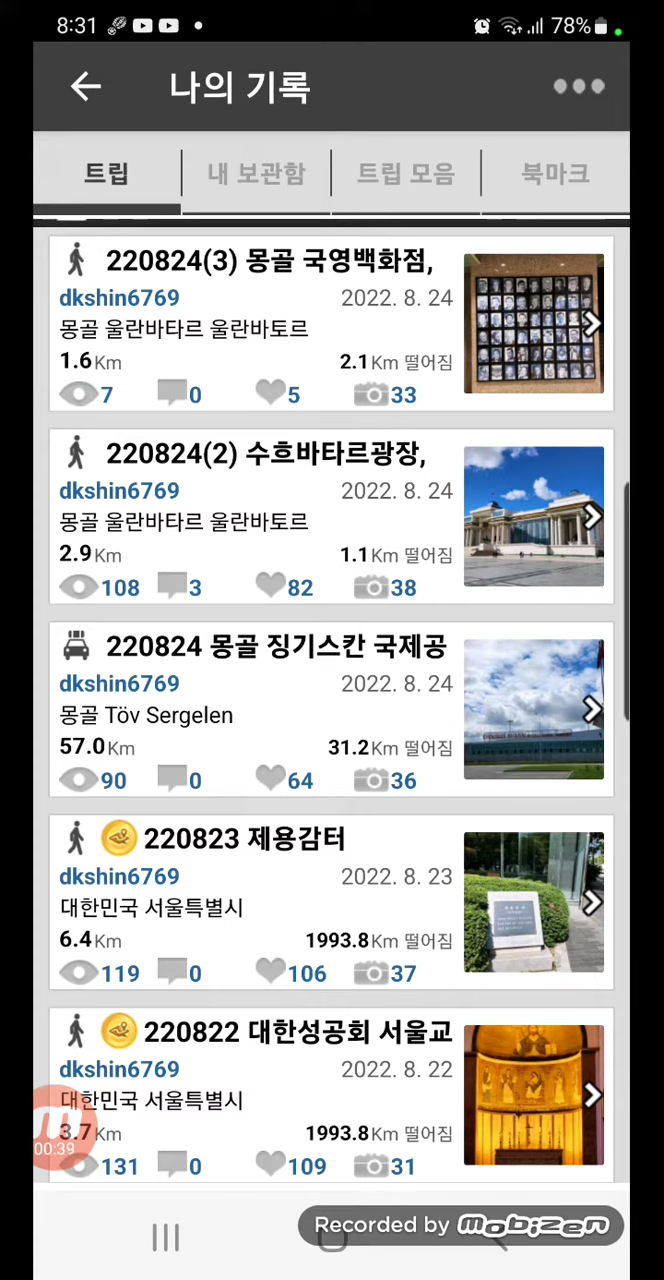 8:31
78%
나의 기록
트립
내 보관함
트립 모음
북마크
220824(3) 몽골 국영백화점,
dkshin6769
2022. 8. 24
몽골 울란바타르 울란바토르
1.6Km
2.1Km 떨어짐
7
0
5
33
220824(2) 수흐바타르광장,
dkshin6769
2022. 8. 24
몽골 울란바타르 울란바토르
2.9Km
1.1Km 떨어짐
108
3
82
38
220824 몽골 징기스칸 국제공
dkshin6769
2022. 8. 24
몽골 Töv Sergelen
57.0Km
31.2Km 떨어짐
90
0
64
36
220823 제용감터
dkshin6769
2022. 8. 23
대한민국 서울특별시
6.4Km
1993.8Km 떨어짐
119
0
106
37
220822 대한성공회 서울교
dkshin6769
2022. 8. 22
대한민국 서울특별시
3.7Km
1993.8Km 떨어짐
00:39
131
0
109
31
Recorded by mobizen